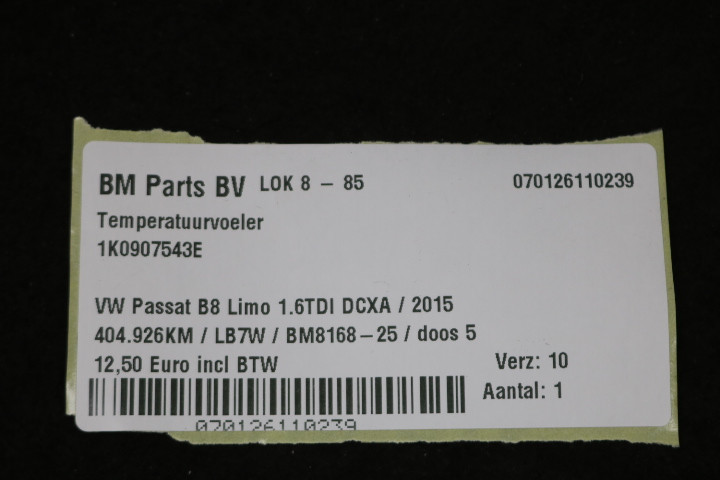 BM Parts BV LOK 8 - 85 070126110239
Temperatuurvoeler
1K0907543E
VW Passat B8 Limo 1.6TDI DCXA / 2015
404.926KM / LB7W / BM8168-25 / doos 5
12,50 Euro incl BTW Verz: 10
Aantal: 1
070126110239